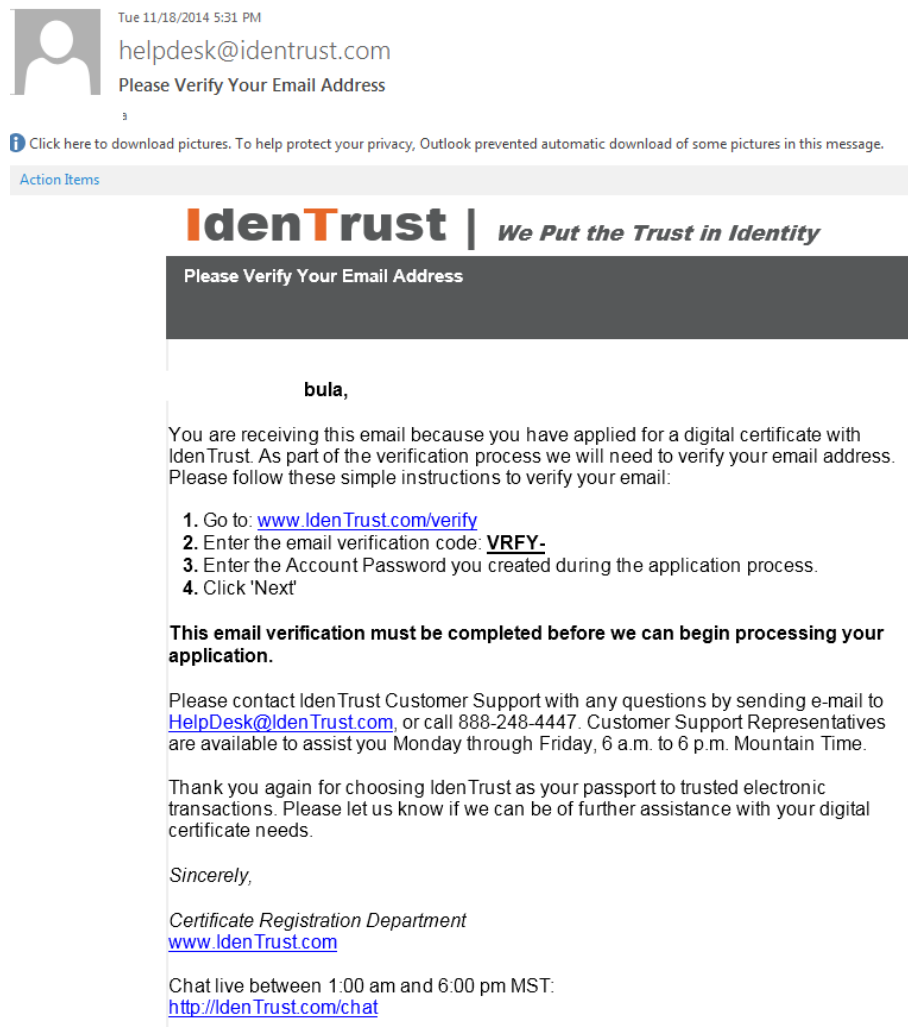 Tue 11/18/2014 5:31 PM
helpdesk@identrust.com
Please Verify Your Email Address
a
Click here to download pictures. To help protect your privacy, Outlook prevented automatic download of some pictures in this message.
Action Items
IdenTrust | We Put the Trust in Identity
Please Verify Your Email Address
bula,
You are receiving this email because you have applied for a digital certificate with
IdenTrust. As part of the verification process we will need to verify your email address.
Please follow these simple instructions to verify your email:
1. Go to: www.IdenTrust.com/verify
2. Enter the email verification code: VRFY-
3. Enter the Account Password you created during the application process.
4. Click 'Next'
This email verification must be completed before we can begin processing your
application.
Please contact IdenTrust Customer Support with any questions by sending e-mail to
HelpDesk@IdenTrust.com, or call 888-248-4447. Customer Support Representatives
are available to assist you Monday through Friday, 6 a.m. to 6 p.m. Mountain Time.
Thank you again for choosing IdenTrust as your passport to trusted electronic
transactions. Please let us know if we can be of further assistance with your digital
certificate needs.
Sincerely,
Certificate Registration Department
www.IdenTrust.com
Chat live between 1:00 am and 6:00 pm MST:
http://IdenTrust.com/chat